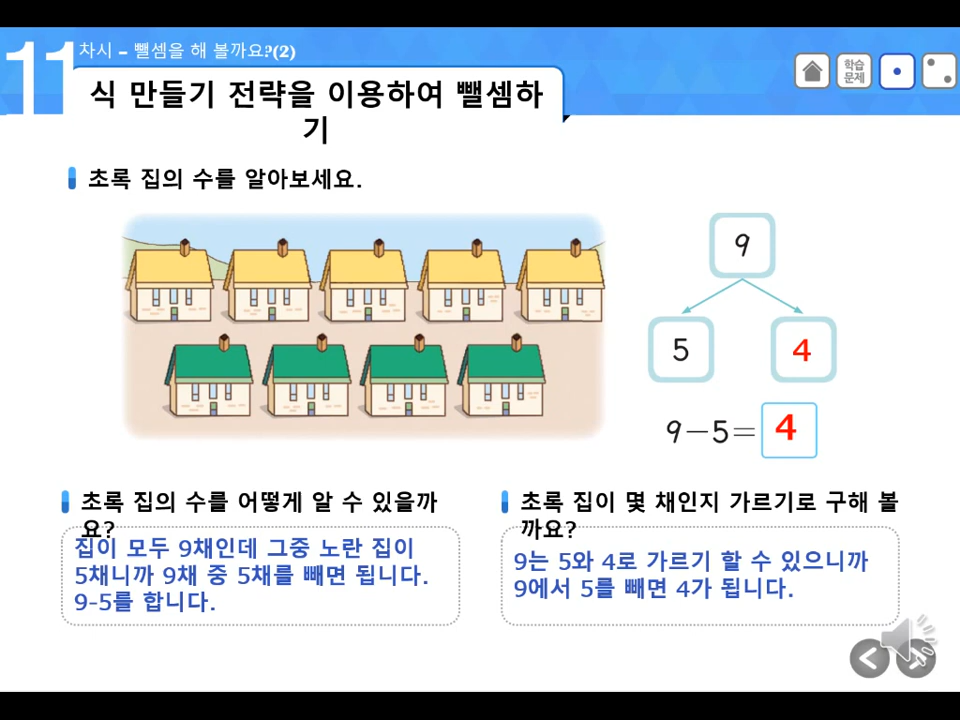 11
차시 – 뺄셈을 해 볼까요?(2)
학습
문제
식 만들기 전략을 이용하여 뺄셈하
기
초록 집의 수를 알아보세요.
9
5
4
9-5=4
초록 집의 수를 어떻게 알 수 있을까
요?
집이 모두 9채인데 그중 노란 집이
5채니까 9채 중 5채를 빼면 됩니다.
9-5를 합니다.
초록 집이 몇 채인지 가르기로 구해 볼
까요?
9는 5와 4로 가르기 할 수 있으니까
9에서 5를 빼면 4가 됩니다.